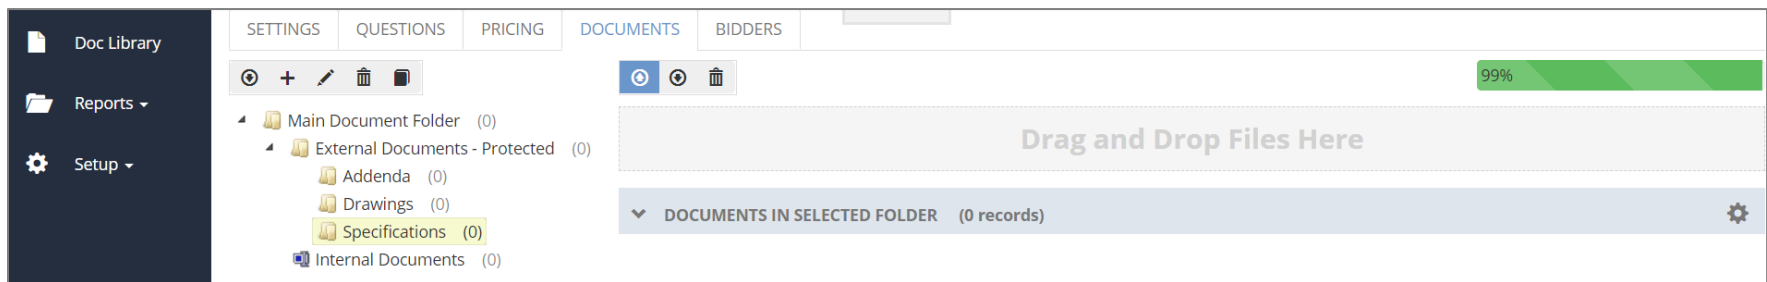 Doc Library
Reports
Setup
SETTINGS QUESTIONS PRICING DOCUMENTS BIDDERS
99%
Main Document Folder (0)
External Documents - Protected (0)
Addenda (0)
Drawings (0)
Specifications (0)
Internal Documents (0)
Drag and Drop Files Here
DOCUMENTS IN SELECTED FOLDER (0 records)